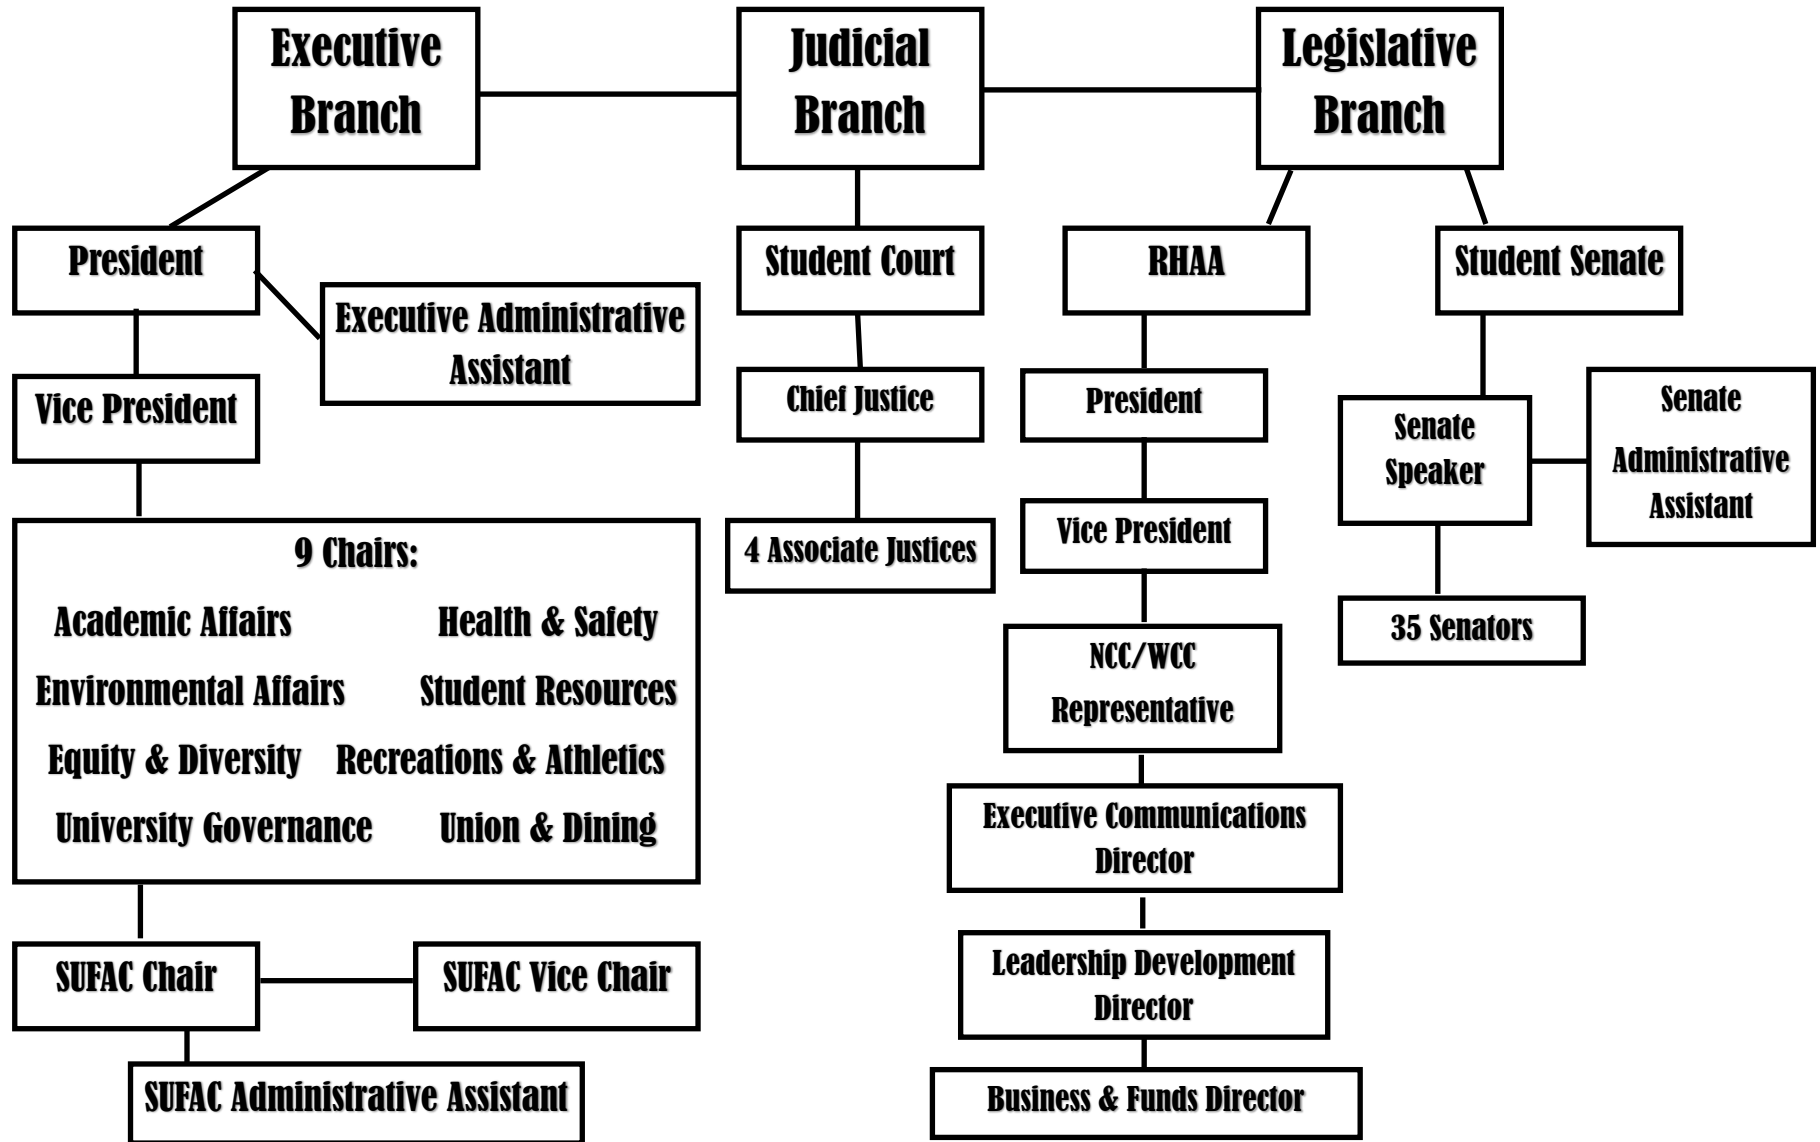 Executive
Branch
Judicial
Branch
Legislative
Branch
President
Executive Administrative
Assistant
Vice President
9 Chairs:
Academic Affairs Health & Safety
Environmental Affairs Student Resources
Equity & Diversity Recreations & Athletics
University Governance Union & Dining
SUFAC Chair
SUFAC Vice Chair
SUFAC Administrative Assistant
Student Court
Chief Justice
4 Associate Justices
RHAA
President
Vice President
NCC/WCC
Representative
Executive Communications
Director
Leadership Development
Director
Business & Funds Director
Student Senate
Senate
Speaker
Senate
Administrative
Assistant
35 Senators